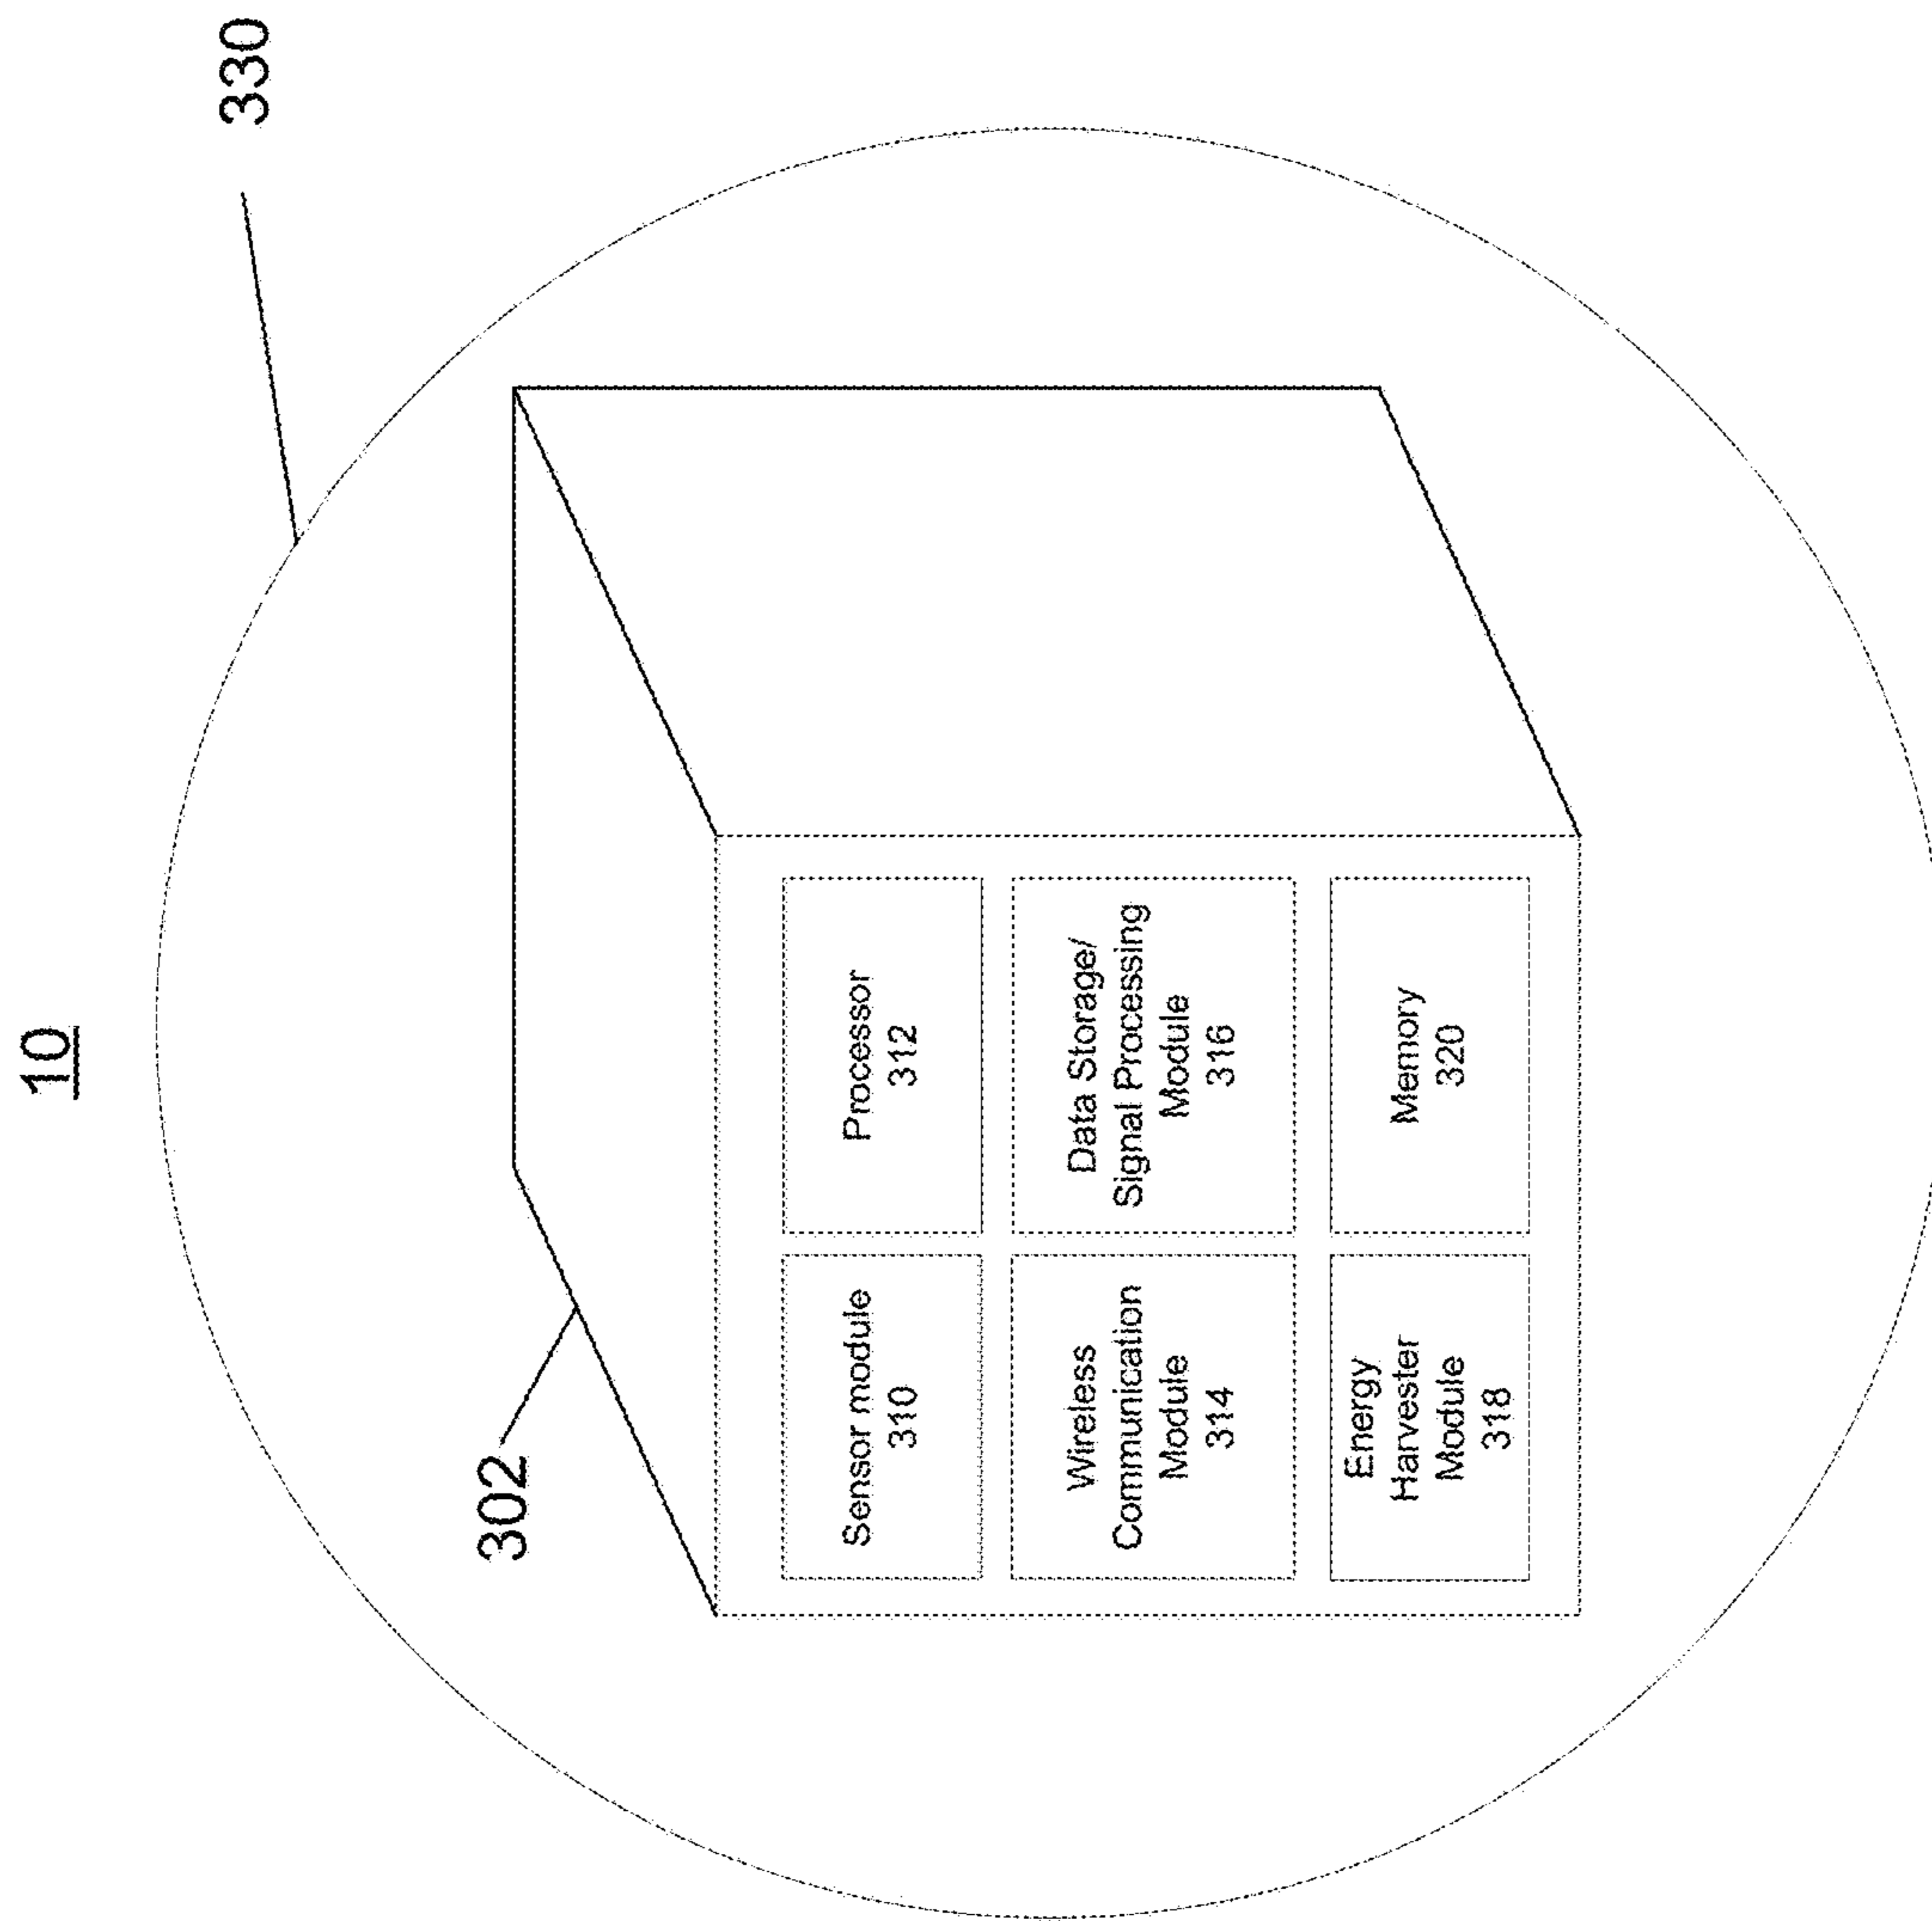 10
330
302
Sensor module
310
Processor
312
Wireless
Communication
Module
314
Data Storage/
Signal Processing
Module
316
Energy
Harvester
Module
318
Memory
320